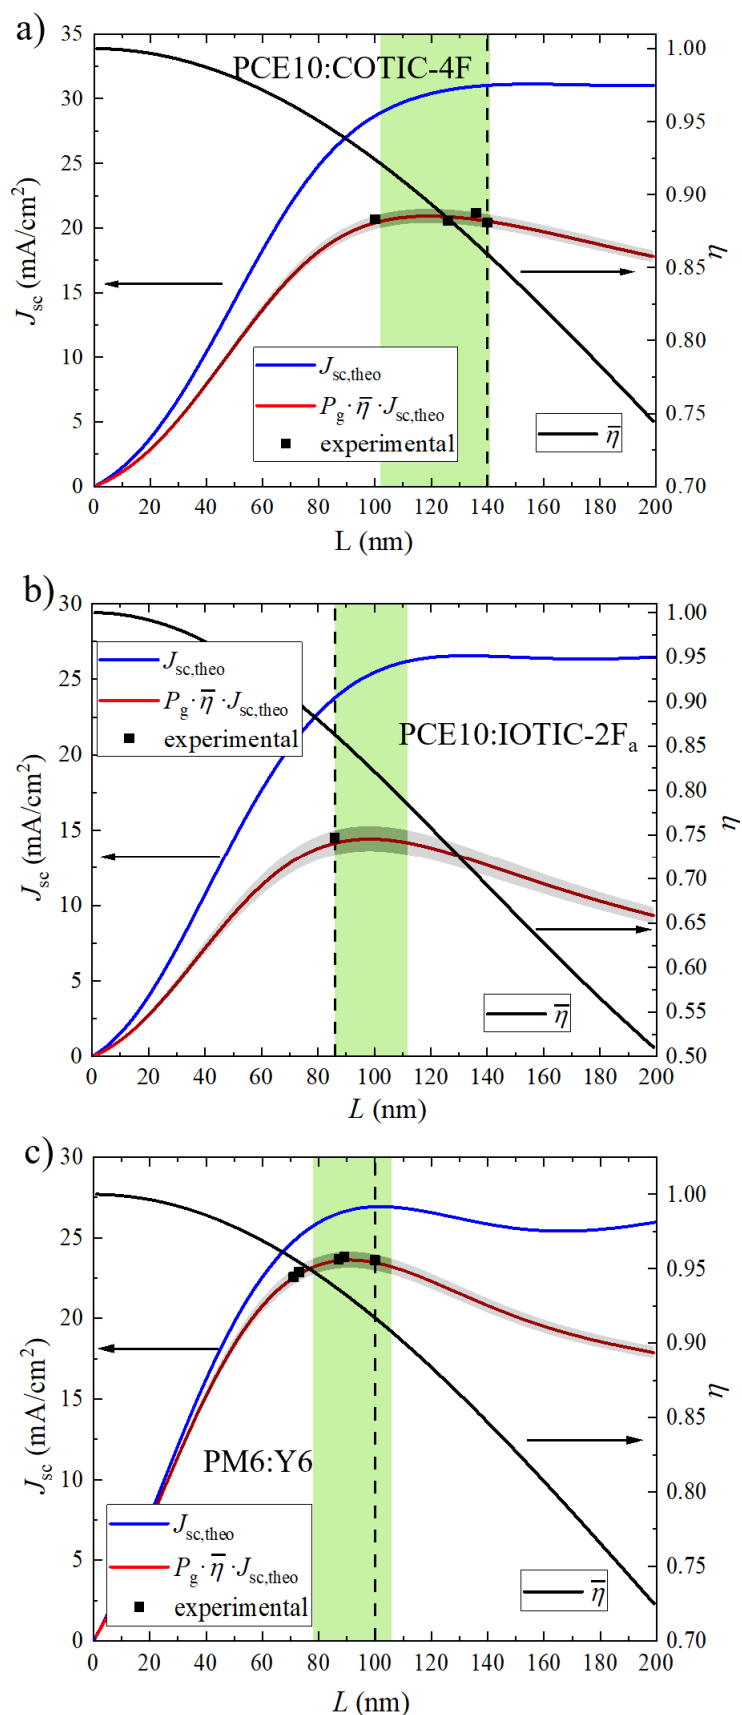 a)
PCE10:COTIC-4F
35
30
25
20
15
10
5
0
J_sc (mA/cm²)
1.00
0.95
0.90
0.85
0.80
0.75
0.70
η
J_sc,theo
P_g·η̅·J_sc,theo
experimental
η̅
0 20 40 60 80 100 120 140 160 180 200
L (nm)
b)
30
25
20
15
10
5
0
J_sc (mA/cm²)
J_sc,theo
P_g·η̅·J_sc,theo
experimental
PCE10:IOTIC-2F_a
1.00
0.95
0.90
0.85
0.80
0.75
0.70
0.65
0.60
0.55
0.50
η
η̅
0 20 40 60 80 100 120 140 160 180 200
L (nm)
c)
30
25
20
15
10
5
0
J_sc (mA/cm²)
1.00
0.95
0.90
0.85
0.80
0.75
0.70
η
PM6:Y6
J_sc,theo
P_g·η̅·J_sc,theo
experimental
η̅
0 20 40 60 80 100 120 140 160 180 200
L (nm)